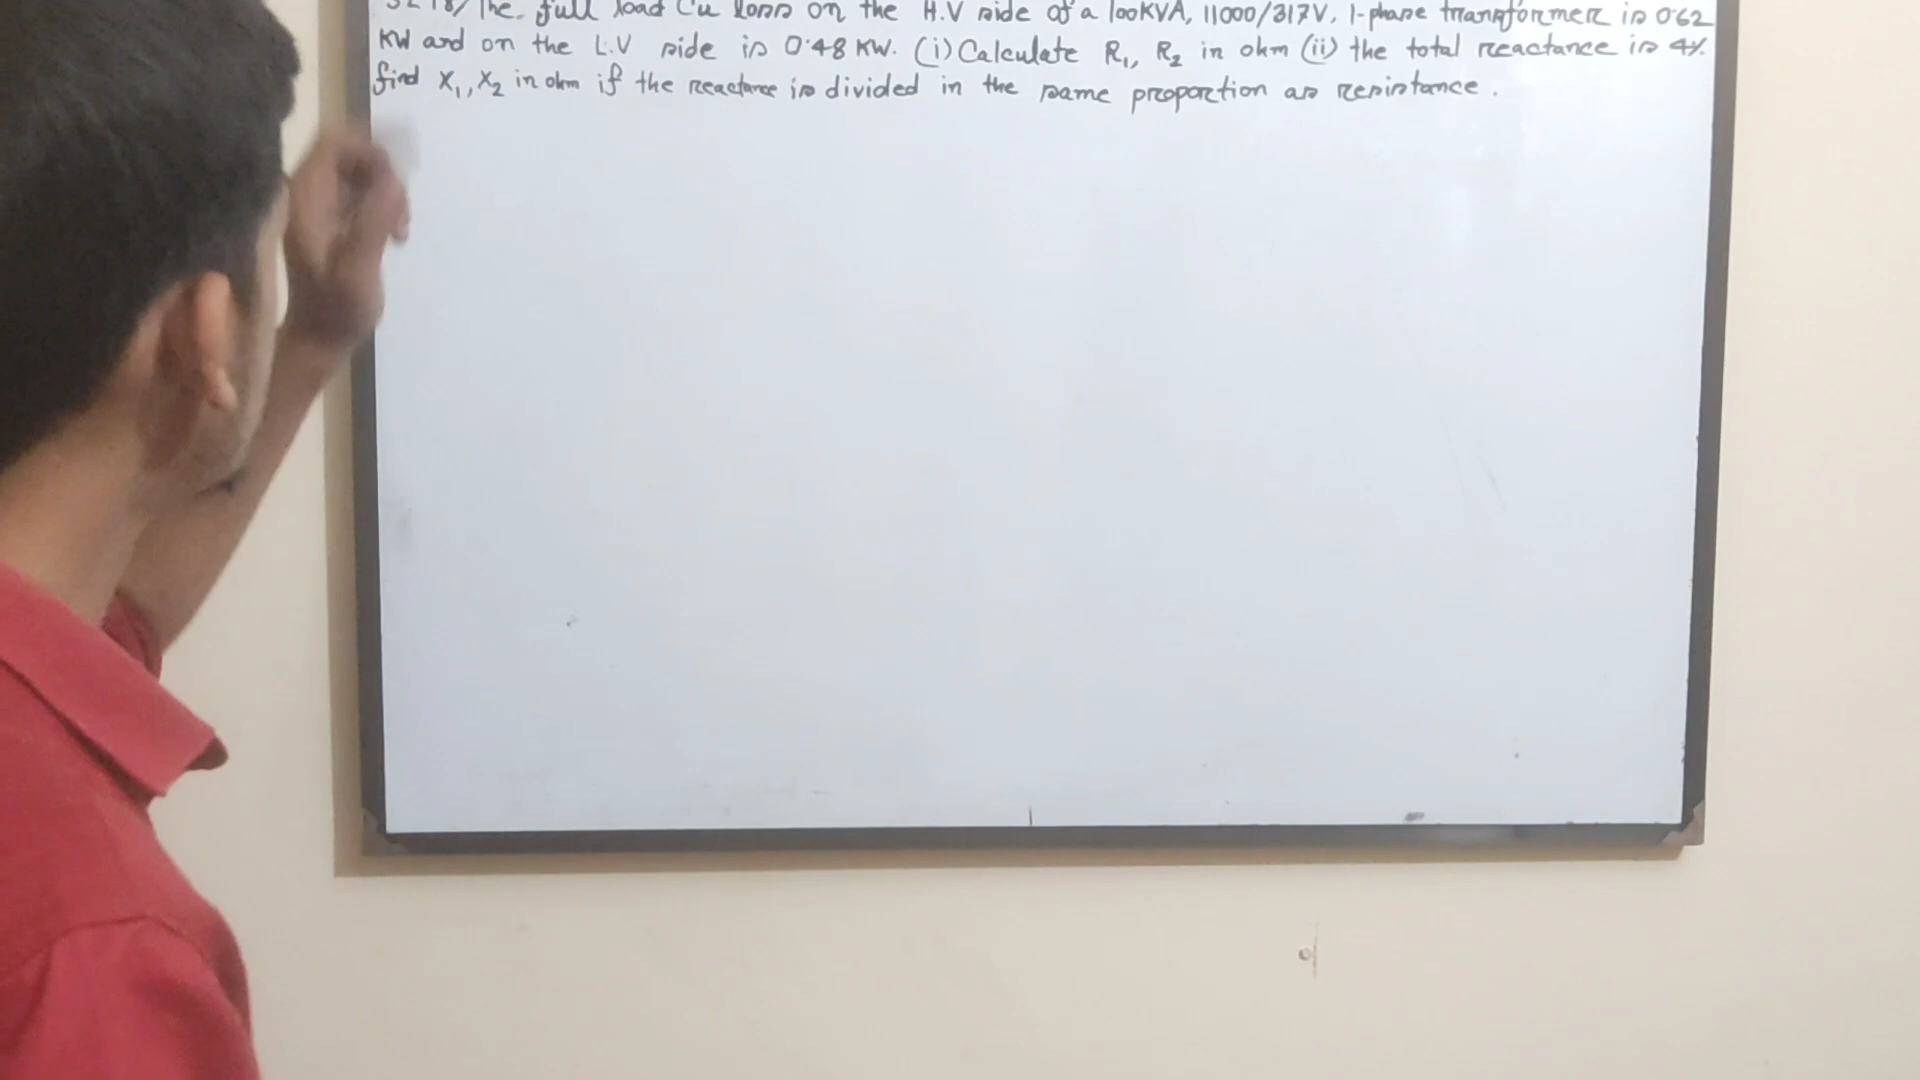 32.18/ The full load Cu loss on the H.V side of a 100KVA, 11000/317V, 1-phase transformer is 0.62
KW and on the L.V side is 0.48 KW. (i) Calculate R1, R2 in ohm (ii) the total reactance is 4%.
find X1, X2 in ohm if the reactance is divided in the same proportion as resistance.